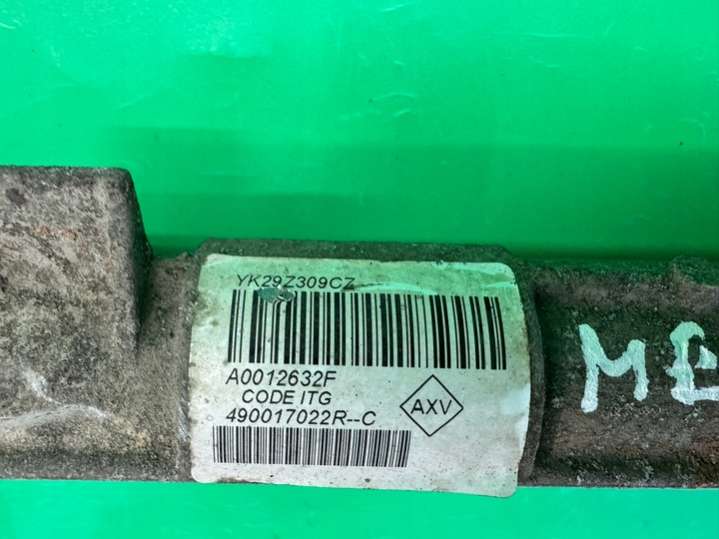 YK29Z309CZ
A0012632F
CODE ITG
490017022R--C
AXV